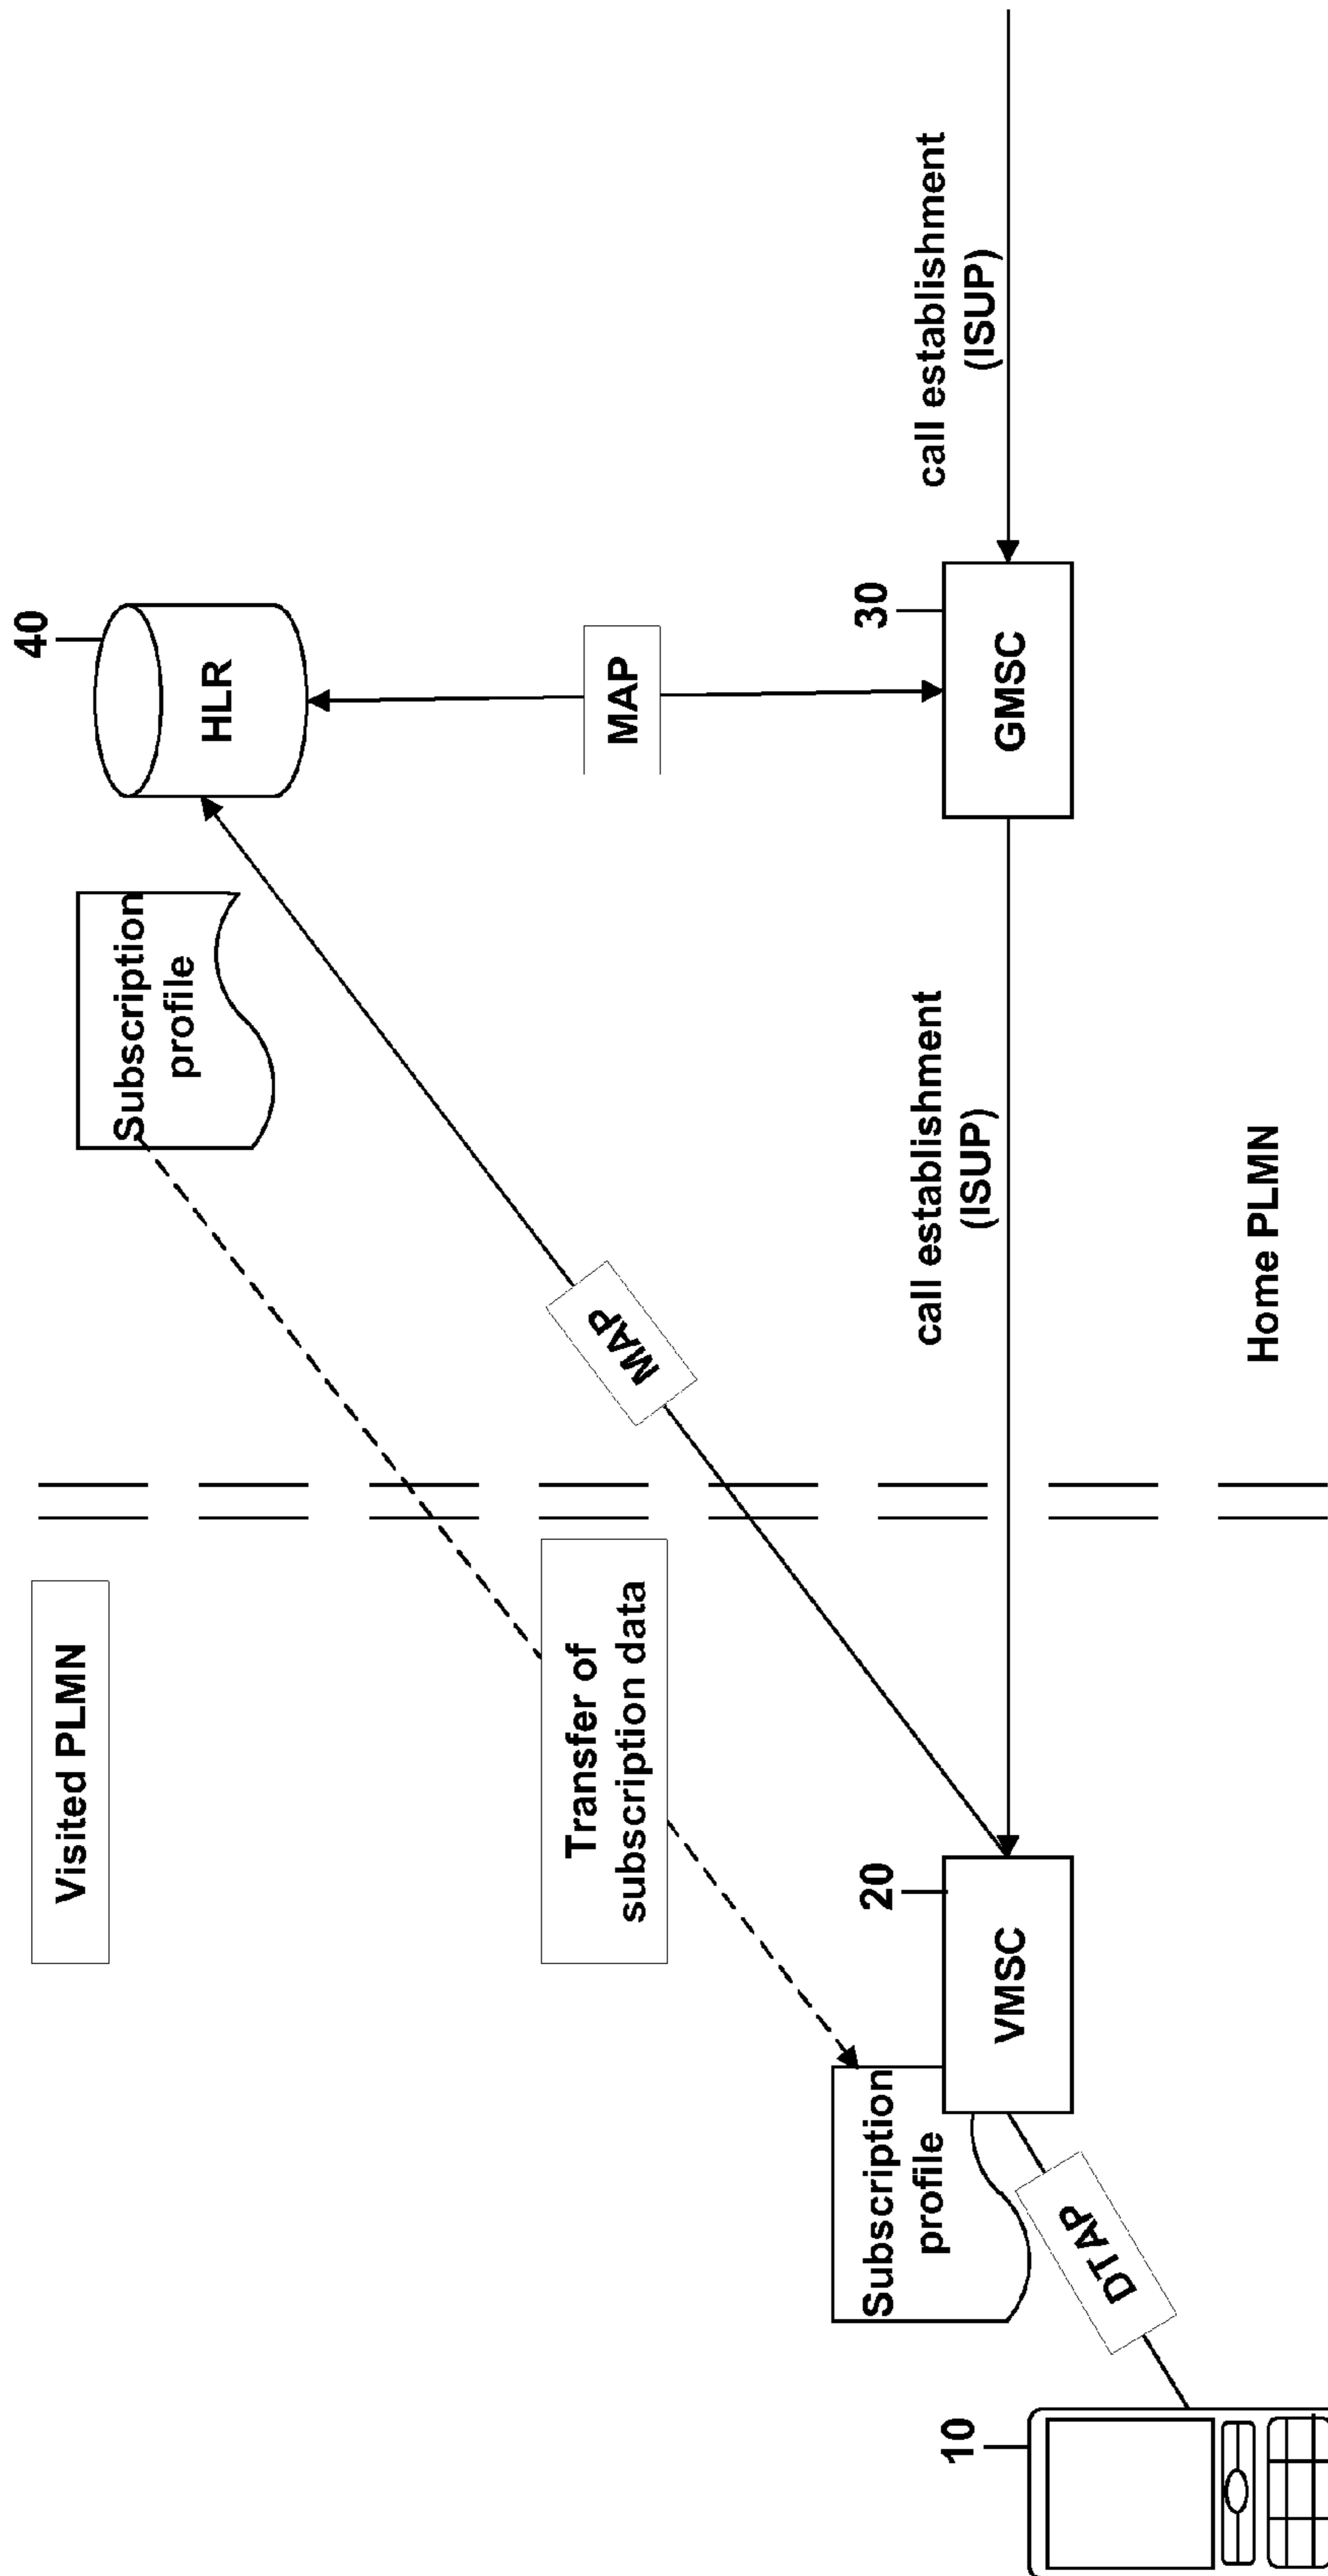 Visited PLMN
40
HLR
Subscription
profile
Transfer of
subscription data
MAP
MAP
20
VMSC
Subscription
profile
30
GMSC
call establishment
(ISUP)
call establishment
(ISUP)
DTAP
10
Home PLMN